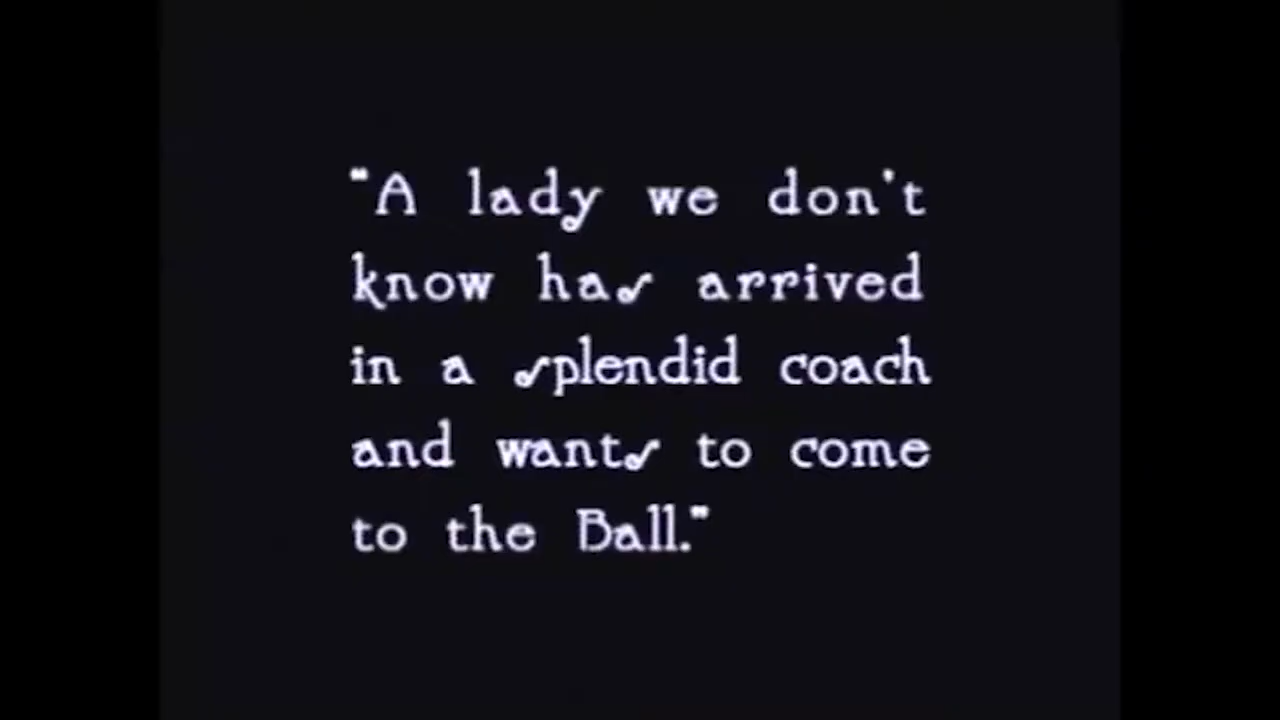 "A lady we don't
know has arrived
in a splendid coach
and wants to come
to the Ball."